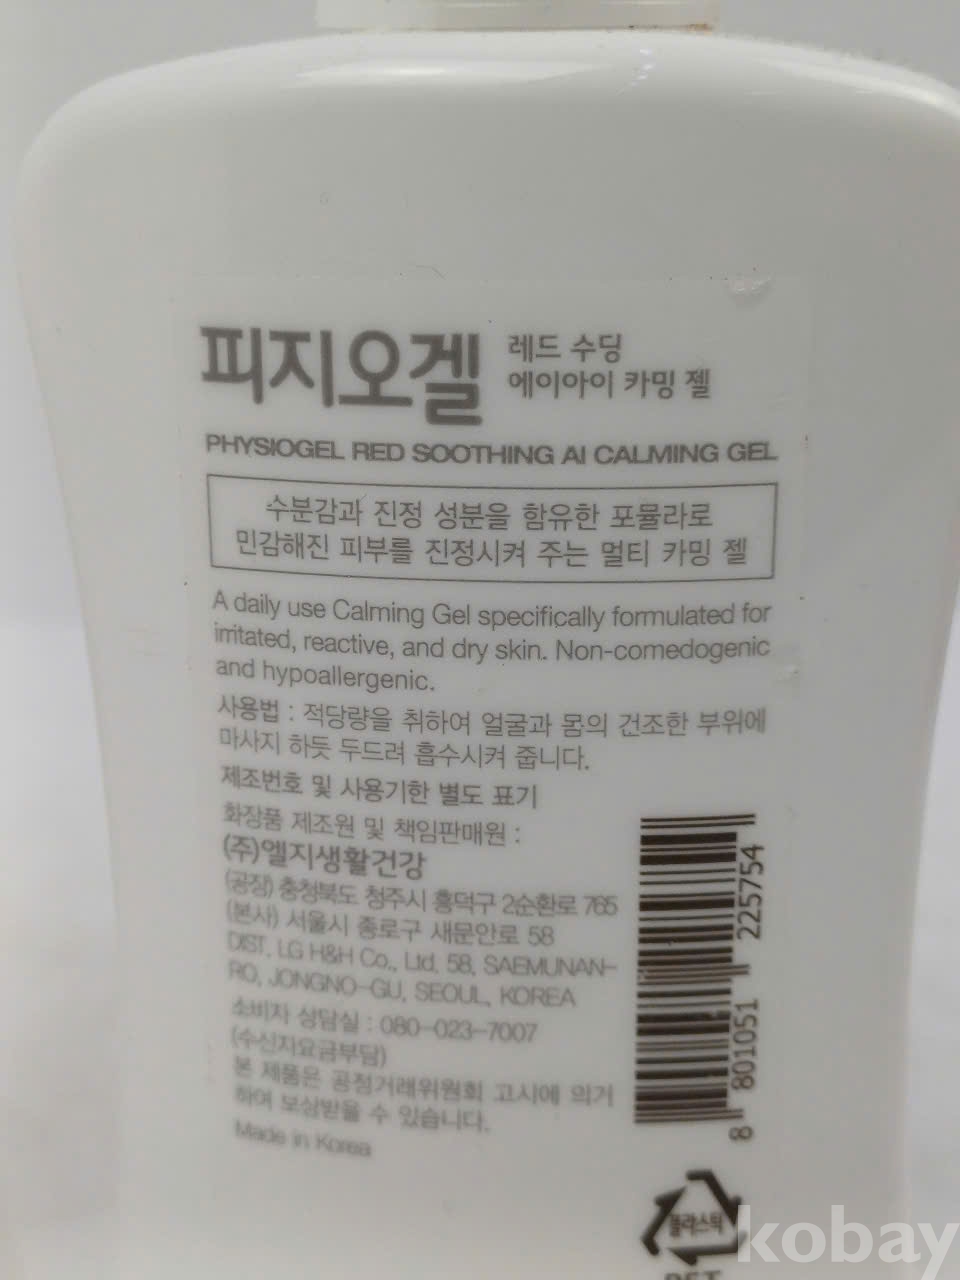 피지오겔 레드 수딩
에이아이 카밍 젤
PHYSIOGEL RED SOOTHING AI CALMING GEL
수분감과 진정 성분을 함유한 포뮬라로
민감해진 피부를 진정시켜 주는 멀티 카밍 젤
A daily use Calming Gel specifically formulated for
irritated, reactive, and dry skin. Non-comedogenic
and hypoallergenic.
사용법 : 적당량을 취하여 얼굴과 몸의 건조한 부위에
마사지 하듯 두드려 흡수시켜 줍니다.
제조번호 및 사용기한 별도 표기
화장품 제조원 및 책임판매원 :
(주)엘지생활건강
(공장) 충청북도 청주시 흥덕구 2순환로 765
(본사) 서울시 종로구 새문안로 58
DIST. LG H&H Co., Ltd. 58, SAEMUNAN-
RO, JONGNO-GU, SEOUL, KOREA
소비자 상담실 : 080-023-7007
(수신자요금부담)
본 제품은 공정거래위원회 고시에 의거
하여 보상받을 수 있습니다.
Made in Korea
8 801051 225754
플라스틱
PET
kobay